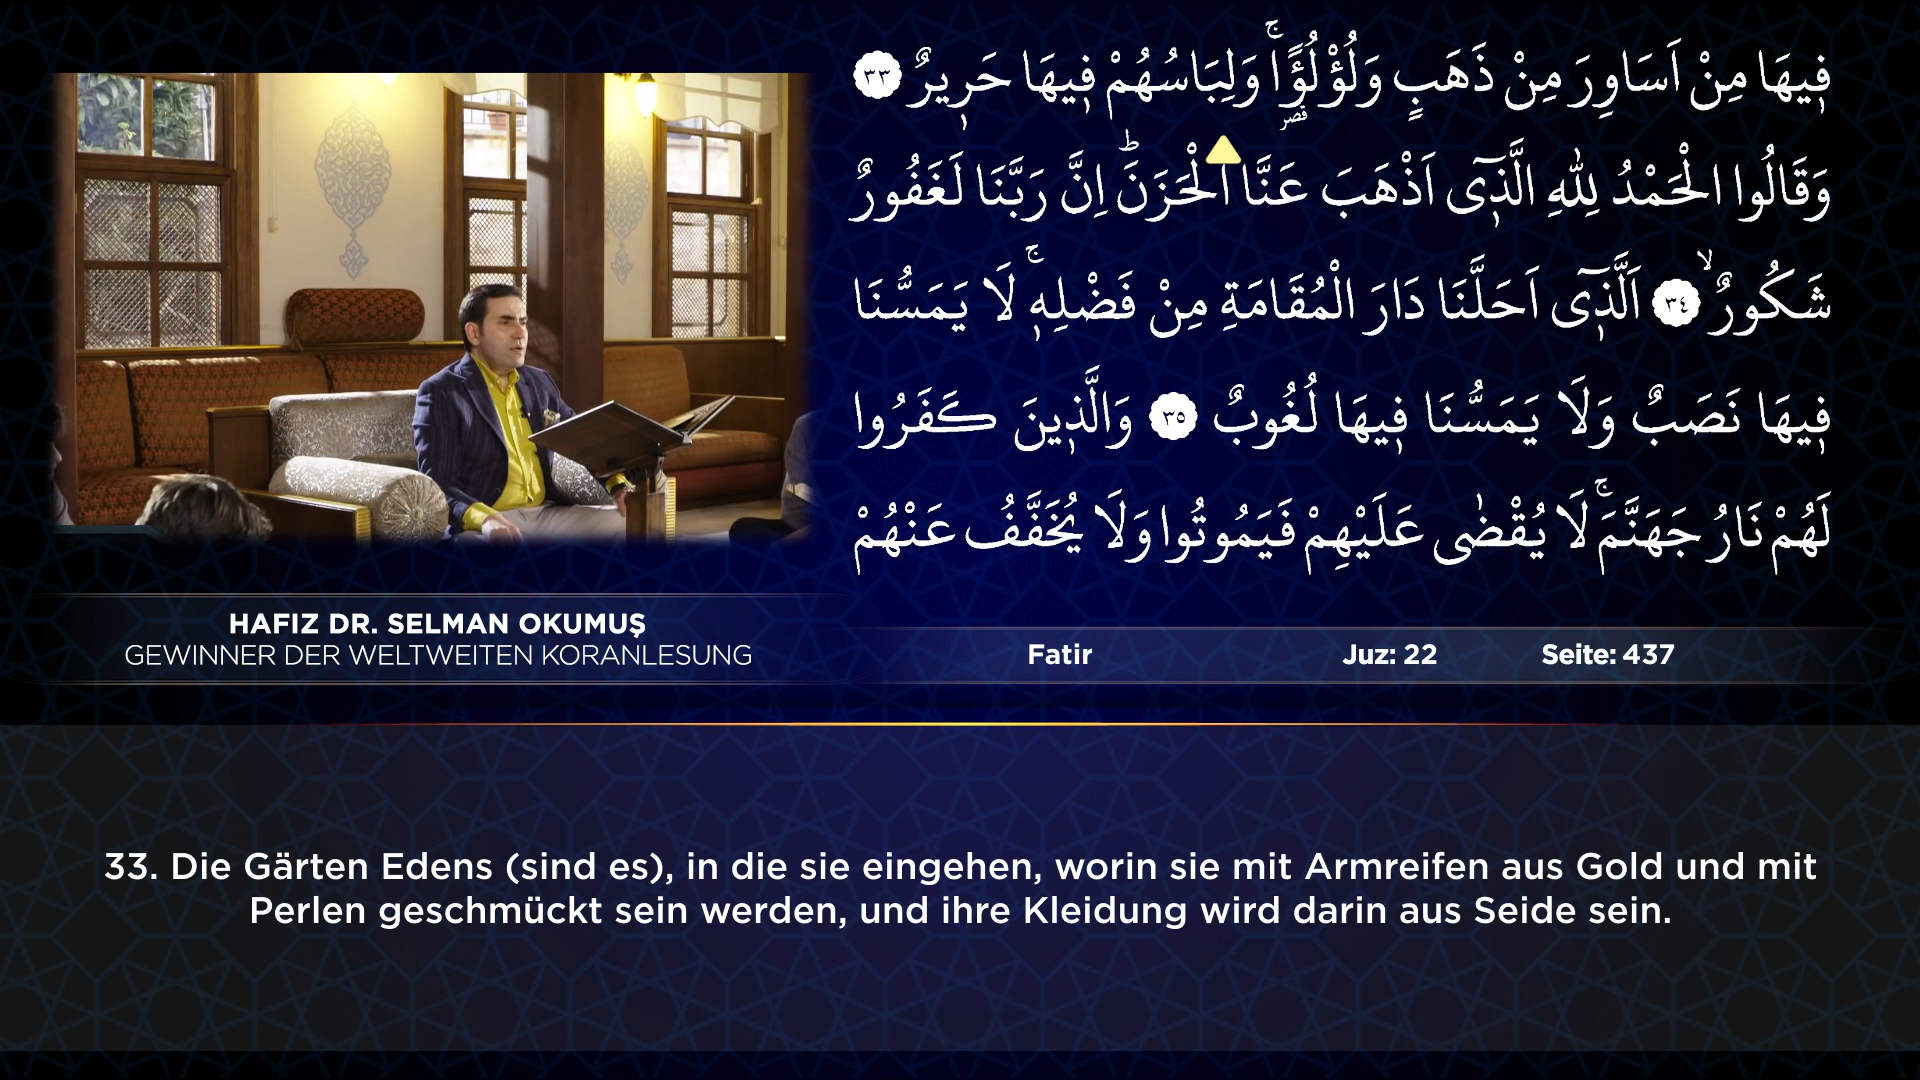 فِيهَا مِنْ اَسَاوِرَ مِنْ ذَهَبٍ وَلُؤْلُؤًاۚ وَلِبَاسُهُمْ فِيهَا حَرِيرٌ ﴿٣٣﴾
قصر
وَقَالُوا الْحَمْدُ لِلّٰهِ الَّذِٓى اَذْهَبَ عَنَّا الْحَزَنَۜ اِنَّ رَبَّنَا لَغَفُورٌ
شَكُورٌۙ ﴿٣٤﴾ اَلَّذِٓى اَحَلَّنَا دَارَ الْمُقَامَةِ مِنْ فَضْلِهِۚ لَا يَمَسُّنَا
فِيهَا نَصَبٌ وَلَا يَمَسُّنَا فِيهَا لُغُوبٌ ﴿٣٥﴾ وَالَّذِينَ كَفَرُوا
لَهُمْ نَارُ جَهَنَّمَۚ لَا يُقْضٰى عَلَيْهِمْ فَيَمُوتُوا وَلَا يُخَفَّفُ عَنْهُمْ
HAFIZ DR. SELMAN OKUMUŞ
GEWINNER DER WELTWEITEN KORANLESUNG
Fatir Juz: 22 Seite: 437
33. Die Gärten Edens (sind es), in die sie eingehen, worin sie mit Armreifen aus Gold und mit
Perlen geschmückt sein werden, und ihre Kleidung wird darin aus Seide sein.